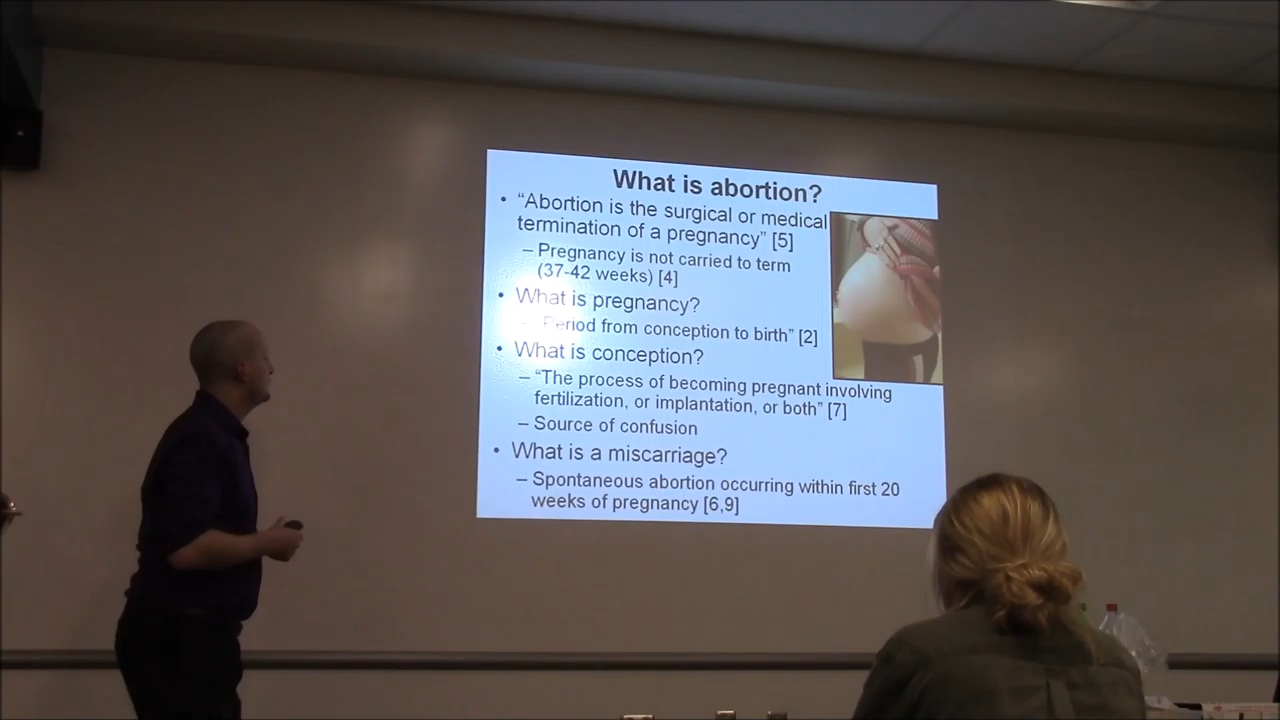 What is abortion?
• “Abortion is the surgical or medical
termination of a pregnancy” [5]
– Pregnancy is not carried to term
(37-42 weeks) [4]
• What is pregnancy?
– “Period from conception to birth” [2]
• What is conception?
– “The process of becoming pregnant involving
fertilization, or implantation, or both” [7]
– Source of confusion
• What is a miscarriage?
– Spontaneous abortion occurring within first 20
weeks of pregnancy [6,9]